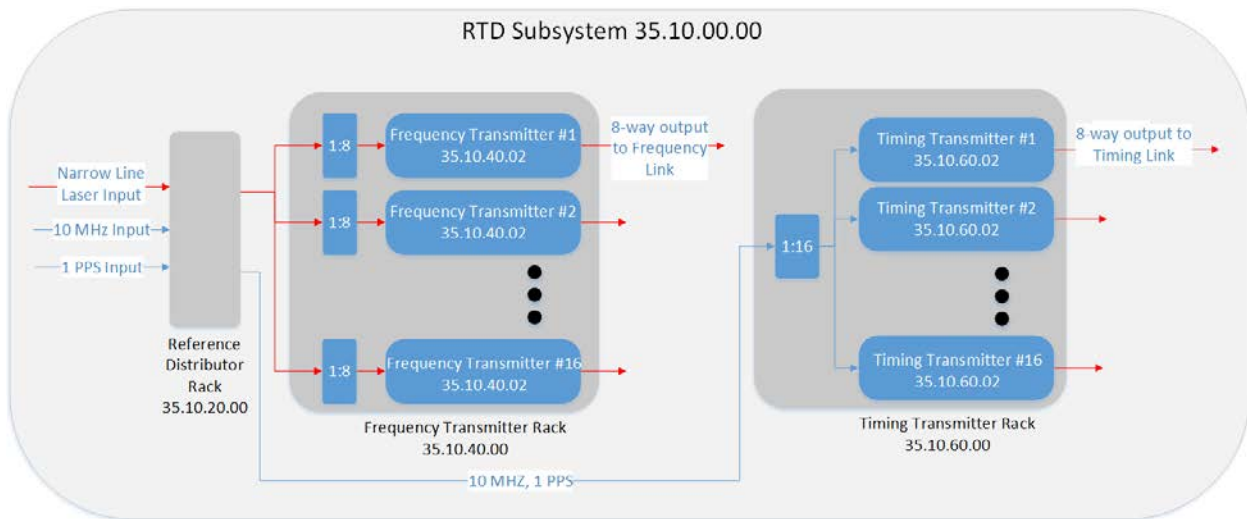 RTD Subsystem 35.10.00.00
Narrow Line
Laser Input
10 MHz Input
1 PPS Input
Reference
Distributor
Rack
35.10.20.00
1:8
Frequency Transmitter #1
35.10.40.02
8-way output
to Frequency
Link
1:8
Frequency Transmitter #2
35.10.40.02
1:8
Frequency Transmitter #16
35.10.40.02
Frequency Transmitter Rack
35.10.40.00
10 MHZ, 1 PPS
1:16
Timing Transmitter #1
35.10.60.02
8-way output to
Timing Link
Timing Transmitter #2
35.10.60.02
Timing Transmitter #16
35.10.60.02
Timing Transmitter Rack
35.10.60.00